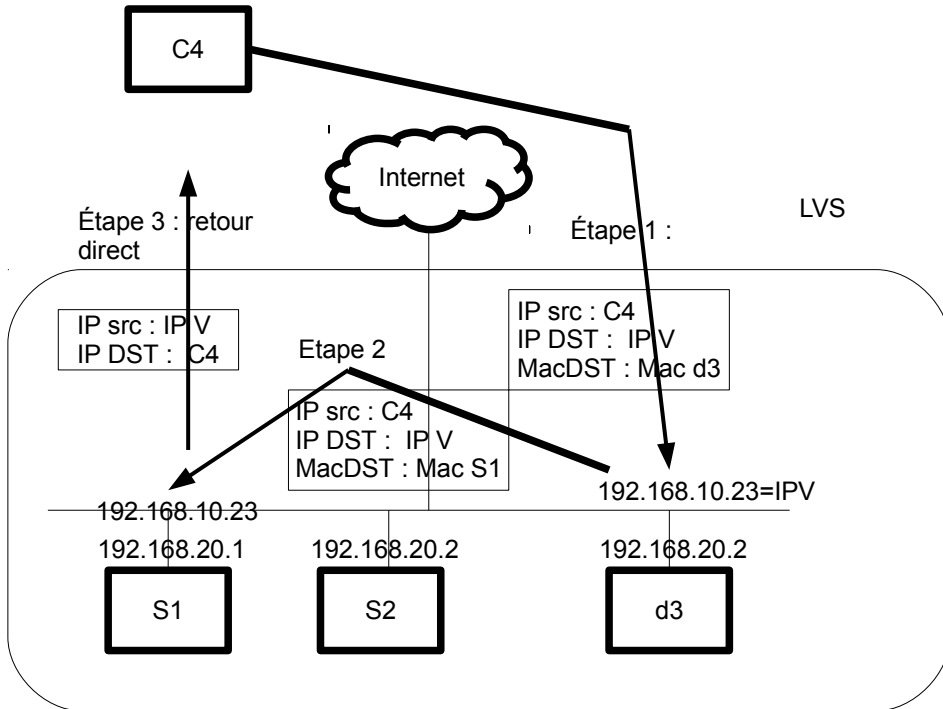 C4
Internet
LVS
Étape 3 : retour
direct
Étape 1 :
IP src : C4
IP DST : IP V
MacDST : Mac d3
IP src : IP V
IP DST : C4
Etape 2
IP src : C4
IP DST : IP V
MacDST : Mac S1
192.168.10.23=IPV
192.168.10.23
192.168.20.1
192.168.20.2
192.168.20.2
S1
S2
d3